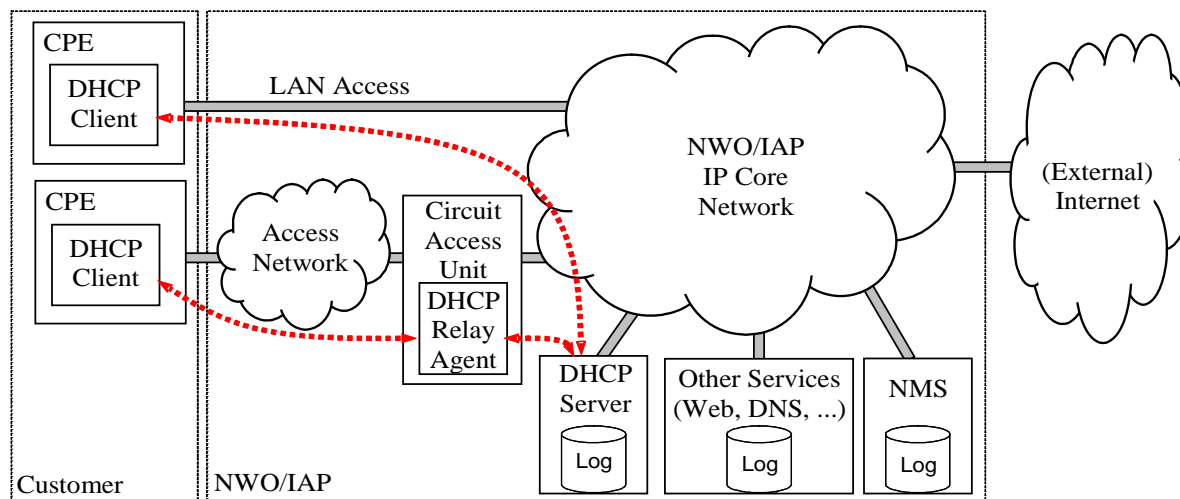 CPE
DHCP
Client
LAN Access
CPE
DHCP
Client
Access
Network
Circuit
Access
Unit
DHCP
Relay
Agent
NWO/IAP
IP Core
Network
(External)
Internet
DHCP
Server
Log
Other Services
(Web, DNS, ...)
Log
NMS
Log
Customer
NWO/IAP